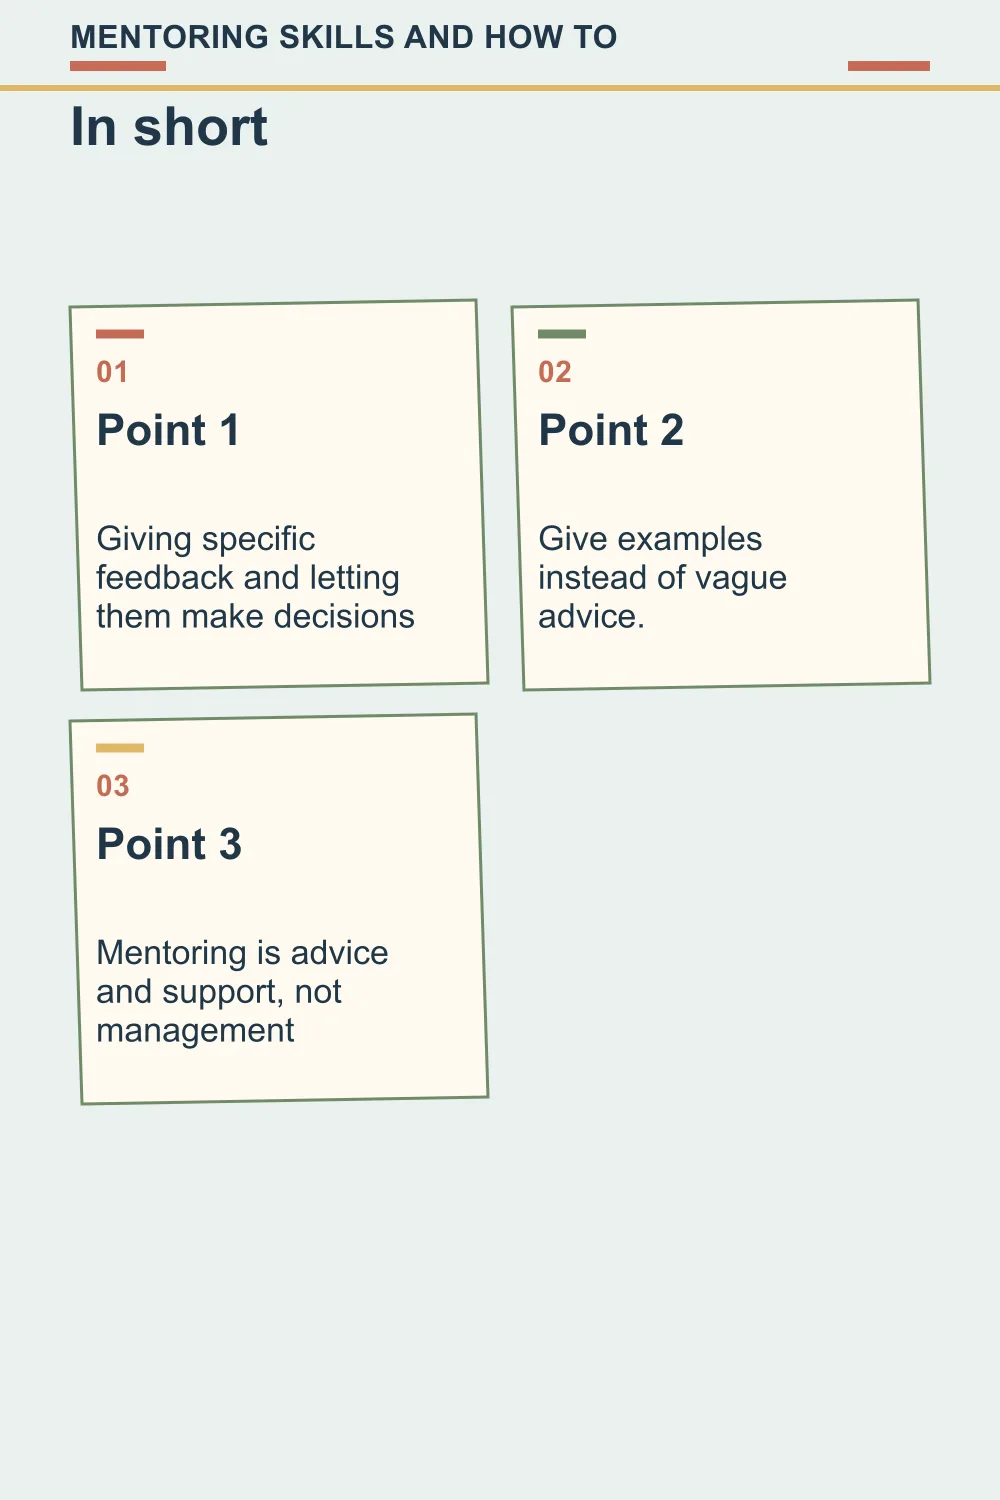 MENTORING SKILLS AND HOW TO
In short
01
Point 1
Giving specific
feedback and letting
them make decisions
02
Point 2
Give examples
instead of vague
advice.
03
Point 3
Mentoring is advice
and support, not
management